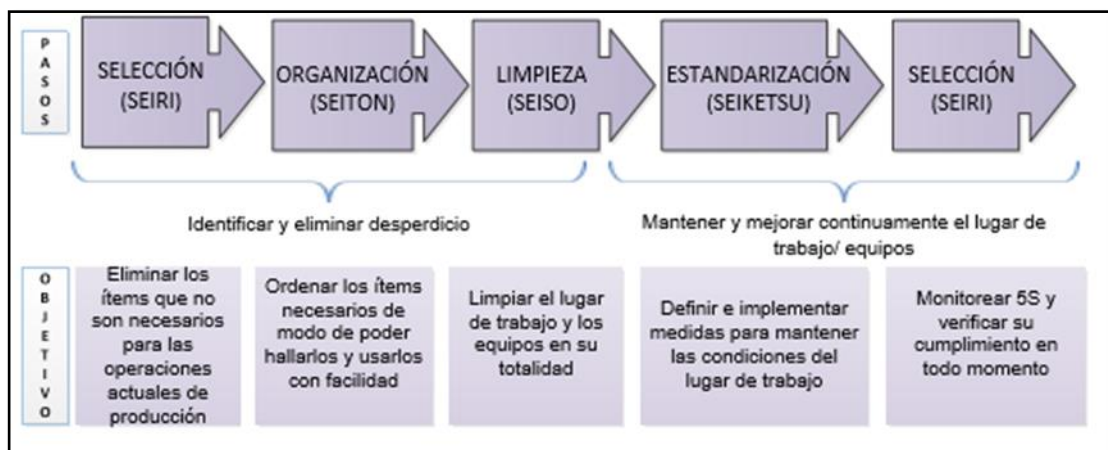 PASOS
SELECCIÓN
(SEIRI)
ORGANIZACIÓN
(SEITON)
LIMPIEZA
(SEISO)
ESTANDARIZACIÓN
(SEIKETSU)
SELECCIÓN
(SEIRI)
Identificar y eliminar desperdicio
Mantener y mejorar continuamente el lugar de
trabajo/ equipos
OBJETIVO
Eliminar los
ítems que no
son necesarios
para las
operaciones
actuales de
producción
Ordenar los ítems
necesarios de
modo de poder
hallarlos y usarlos
con facilidad
Limpiar el lugar
de trabajo y los
equipos en su
totalidad
Definir e implementar
medidas para mantener
las condiciones del
lugar de trabajo
Monitorear 5S y
verificar su
cumplimiento en
todo momento